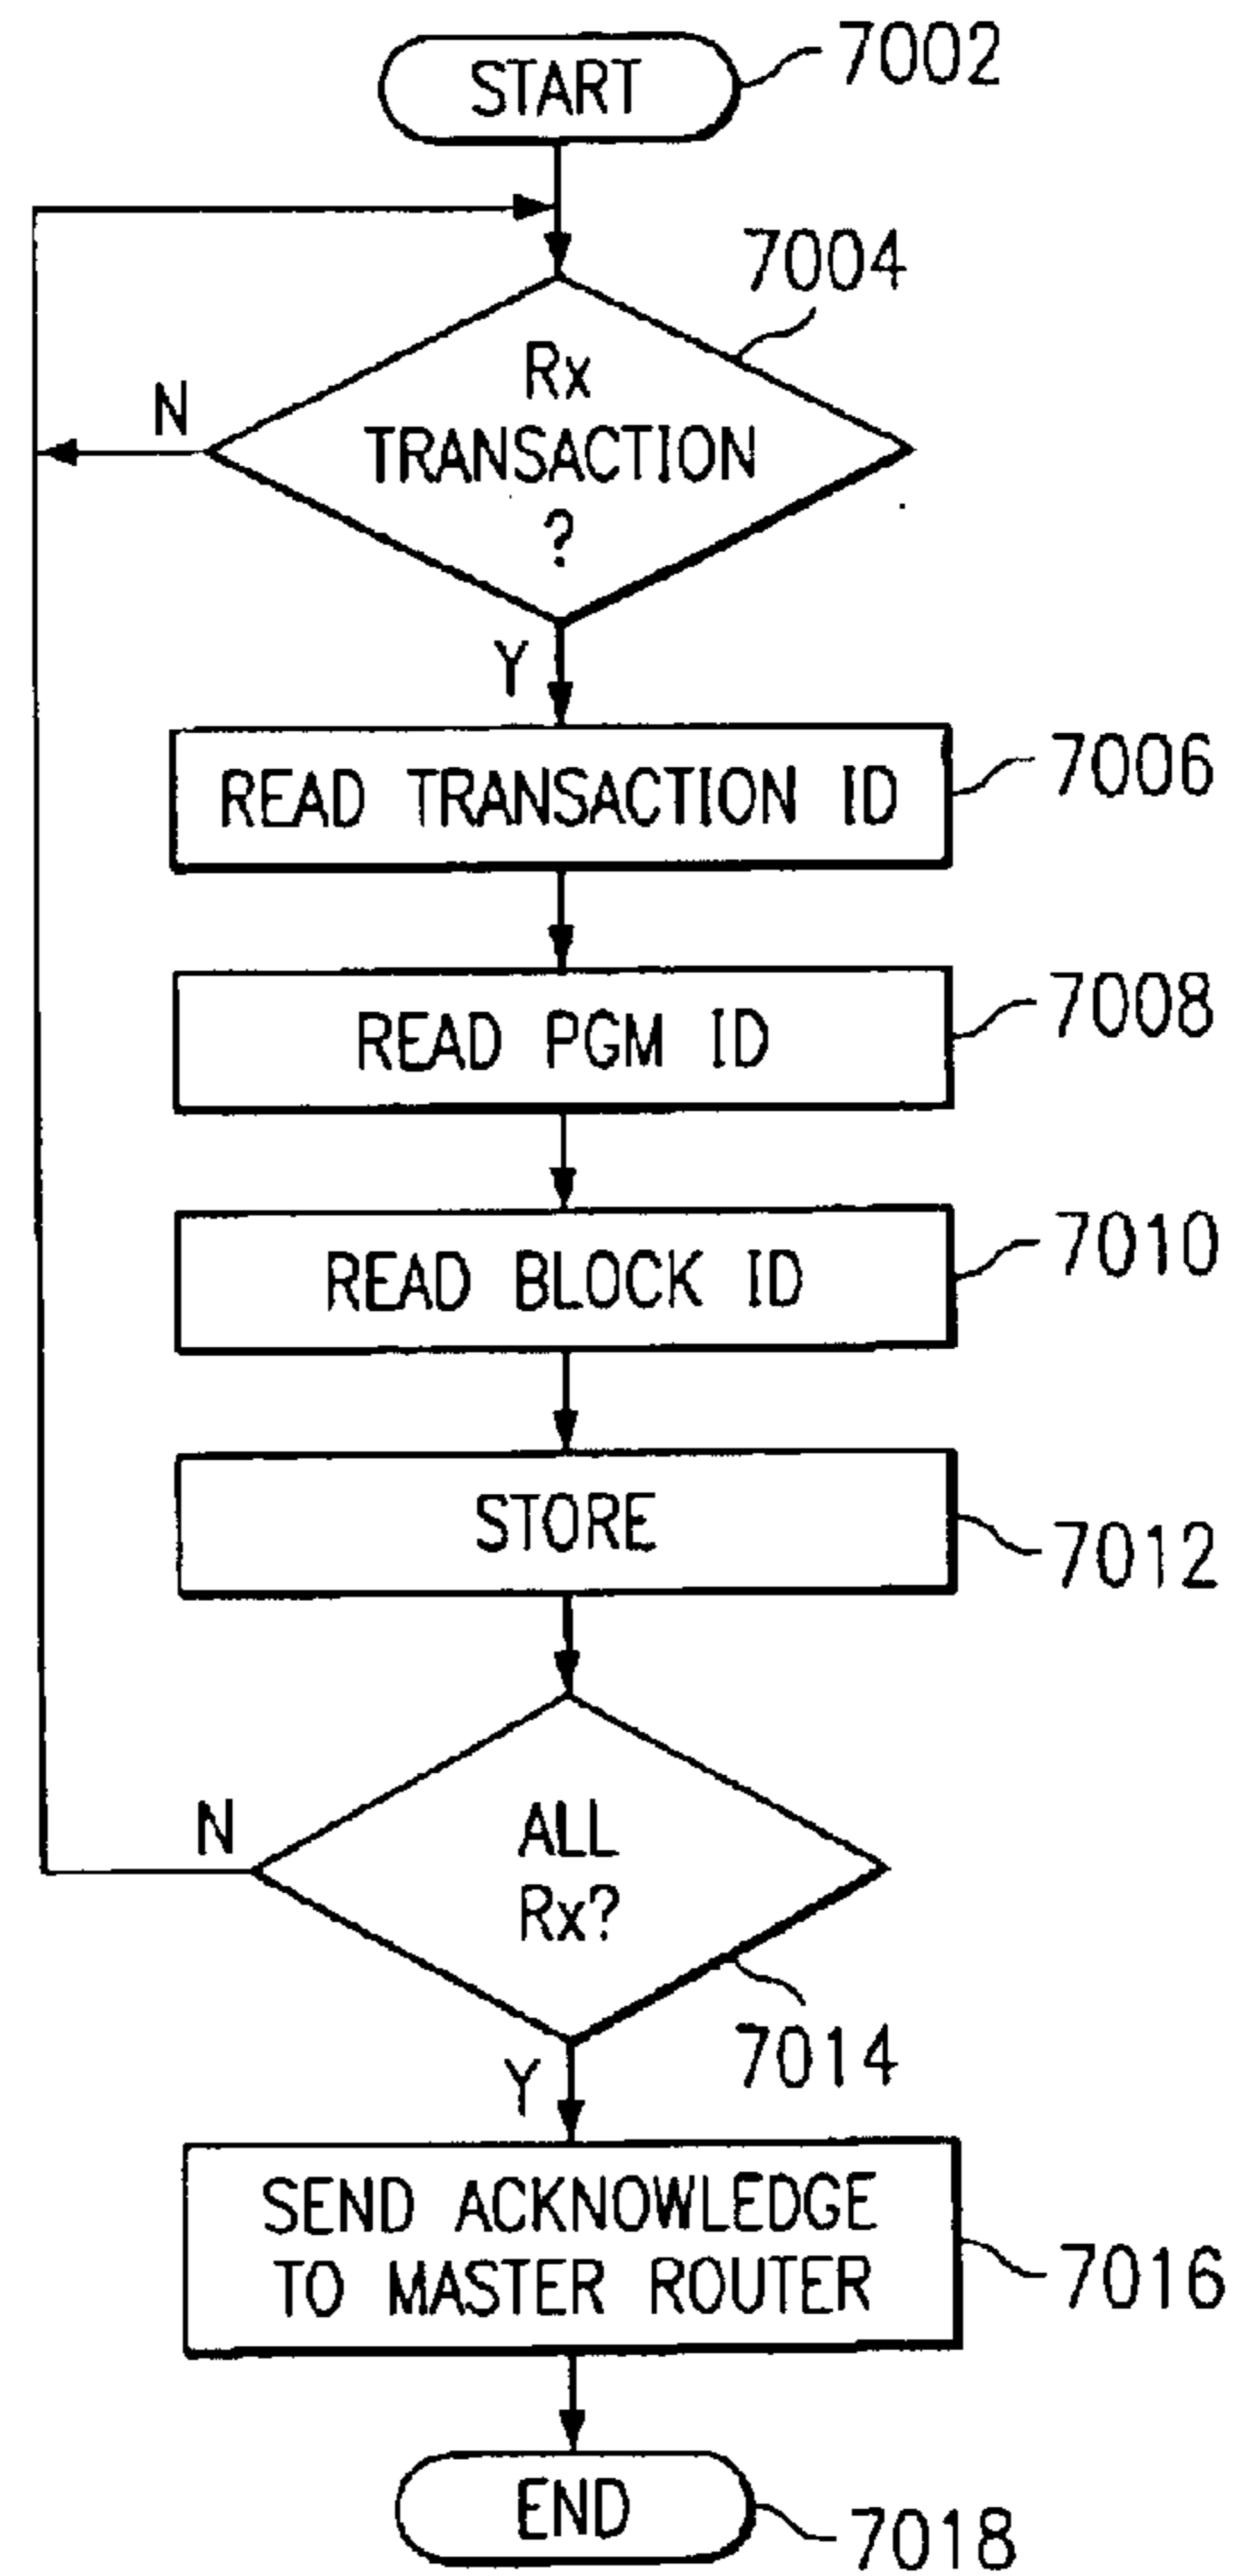 START
7002
7004
Rx
TRANSACTION
?
N
Y
READ TRANSACTION ID
7006
READ PGM ID
7008
READ BLOCK ID
7010
STORE
7012
ALL
Rx?
N
7014
Y
SEND ACKNOWLEDGE
TO MASTER ROUTER
7016
END
7018